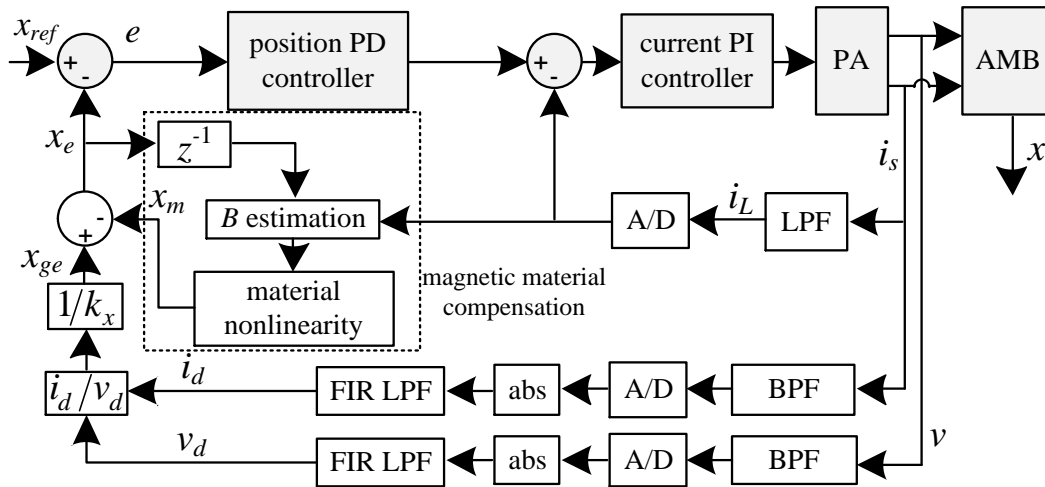 x_ref
+
-
e
position PD
controller
+
-
current PI
controller
PA
AMB
x
i_s
x_e
z^-1
x_m
B estimation
A/D
i_L
LPF
-
+
x_ge
material
nonlinearity
magnetic material
compensation
1/k_x
i_d
i_d/v_d
FIR LPF
abs
A/D
BPF
v_d
FIR LPF
abs
A/D
BPF
v